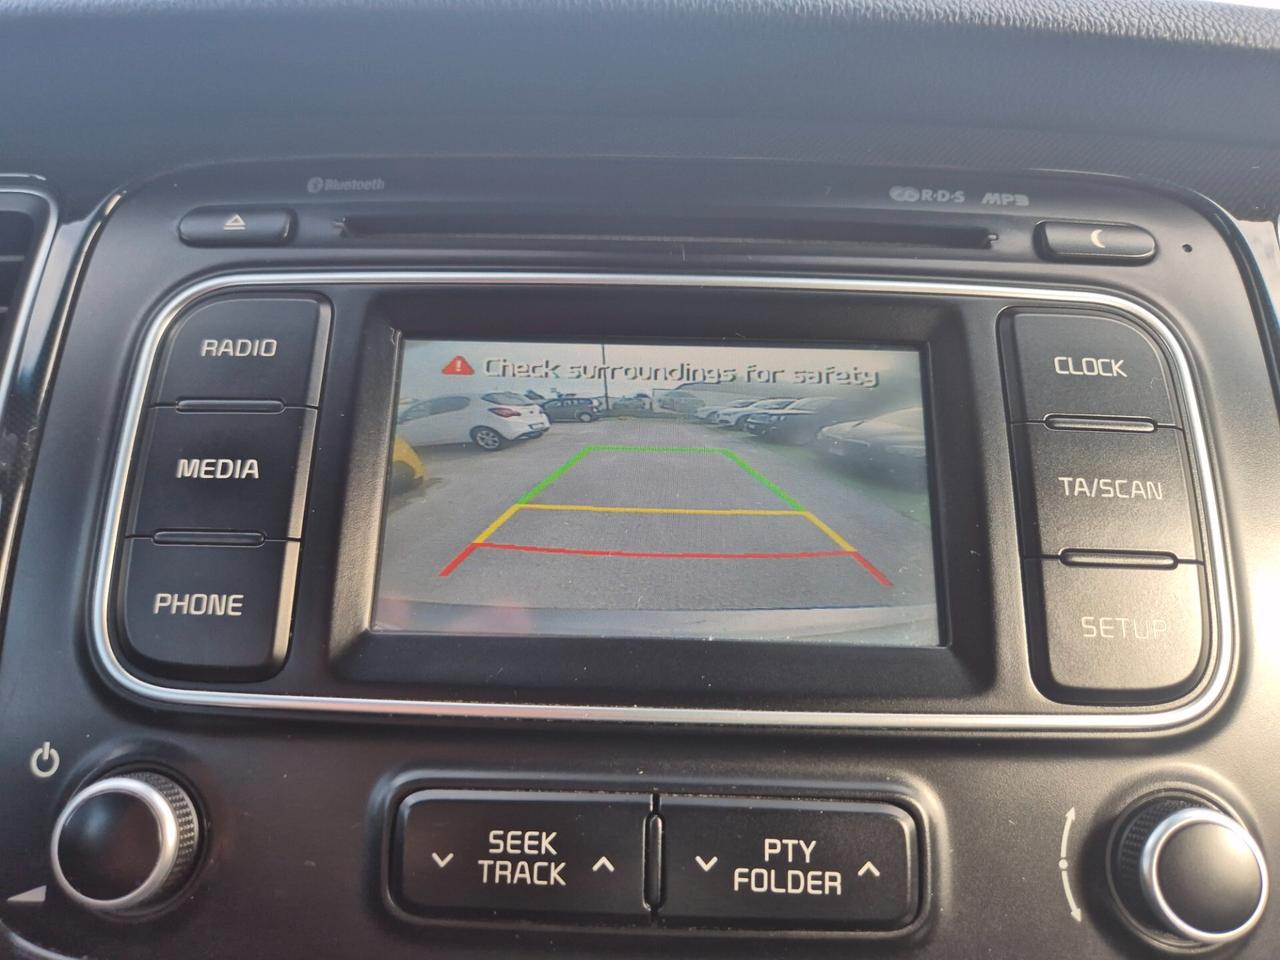 Bluetooth
R·D·S MP3
RADIO
CLOCK
Check surroundings for safety
MEDIA
TA/SCAN
PHONE
SETUP
SEEK
TRACK
PTY
FOLDER